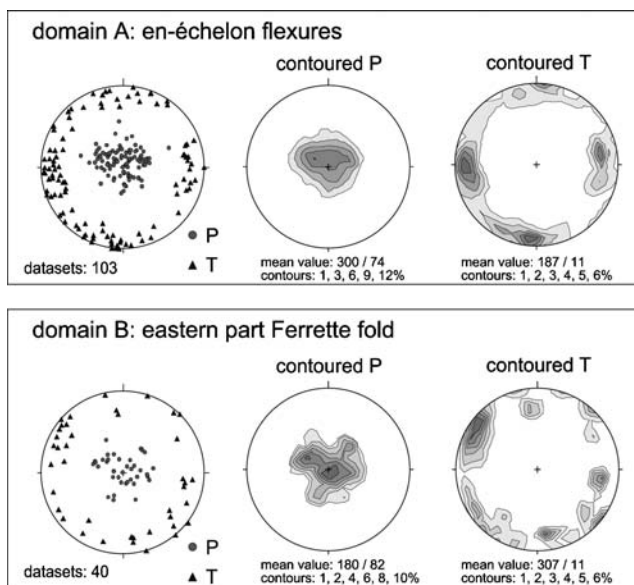 domain A: en-échelon flexures
contoured P
contoured T
P
T
datasets: 103
mean value: 300 / 74
contours: 1, 3, 6, 9, 12%
mean value: 187 / 11
contours: 1, 2, 3, 4, 5, 6%
domain B: eastern part Ferrette fold
contoured P
contoured T
P
T
datasets: 40
mean value: 180 / 82
contours: 1, 2, 4, 6, 8, 10%
mean value: 307 / 11
contours: 1, 2, 3, 4, 5, 6%